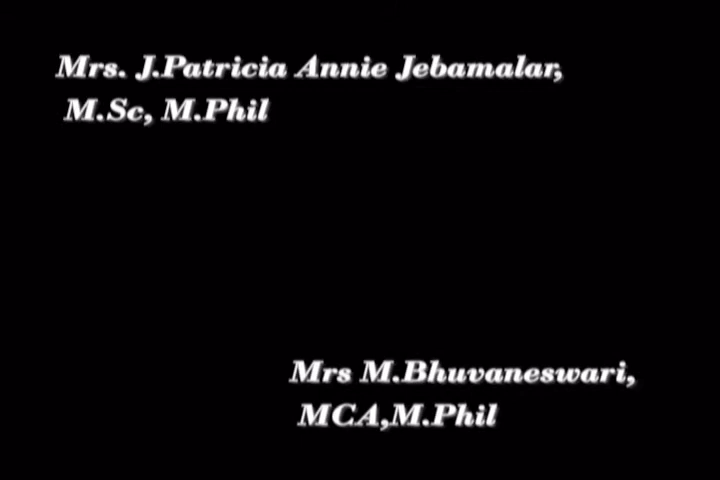 Mrs. J.Patricia Annie Jebamalar,
M.Sc, M.Phil
Mrs M.Bhuvaneswari,
MCA,M.Phil